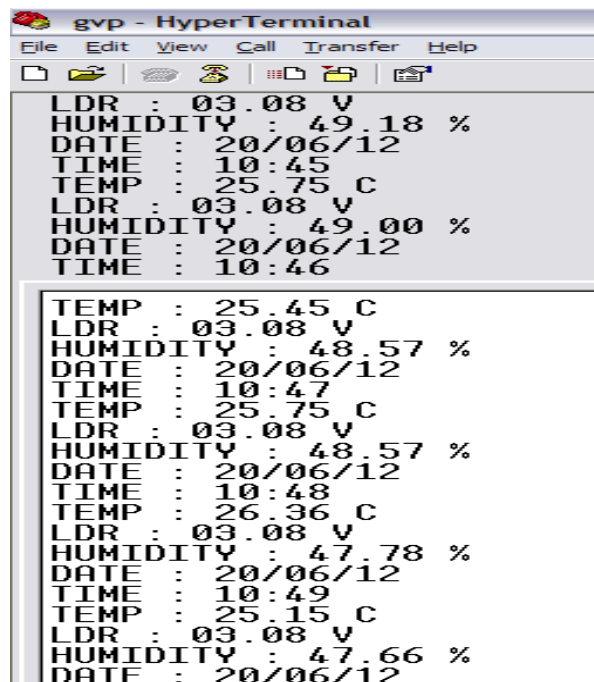 gvp - HyperTerminal
File Edit View Call Transfer Help
LDR : 03.08 V
HUMIDITY : 49.18 %
DATE : 20/06/12
TIME : 10:45
TEMP : 25.75 C
LDR : 03.08 V
HUMIDITY : 49.00 %
DATE : 20/06/12
TIME : 10:46
TEMP : 25.45 C
LDR : 03.08 V
HUMIDITY : 48.57 %
DATE : 20/06/12
TIME : 10:47
TEMP : 25.75 C
LDR : 03.08 V
HUMIDITY : 48.57 %
DATE : 20/06/12
TIME : 10:48
TEMP : 26.36 C
LDR : 03.08 V
HUMIDITY : 47.78 %
DATE : 20/06/12
TIME : 10:49
TEMP : 25.15 C
LDR : 03.08 V
HUMIDITY : 47.66 %
DATE : 20/06/12